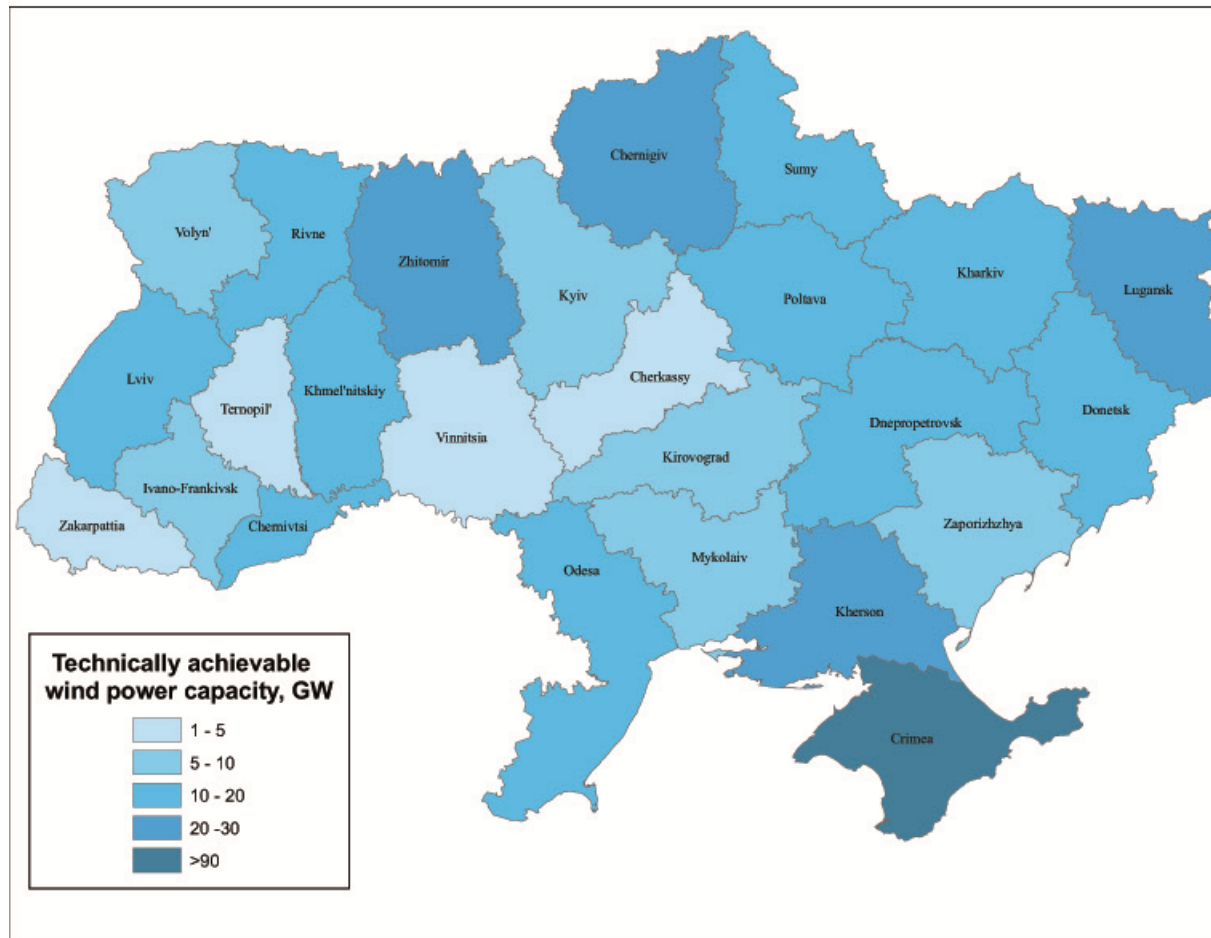 Chernigiv
Sumy
Volyn'
Rivne
Zhitomir
Kyiv
Kharkiv
Lugansk
Poltava
Lviv
Ternopil'
Khmel'nitskiy
Cherkassy
Vinnitsia
Dnepropetrovsk
Donetsk
Kirovograd
Ivano-Frankivsk
Zakarpattia
Chernivtsi
Zaporizhzhya
Odesa
Mykolaiv
Kherson
Crimea
Technically achievable
wind power capacity, GW
1 - 5
5 - 10
10 - 20
20 -30
>90